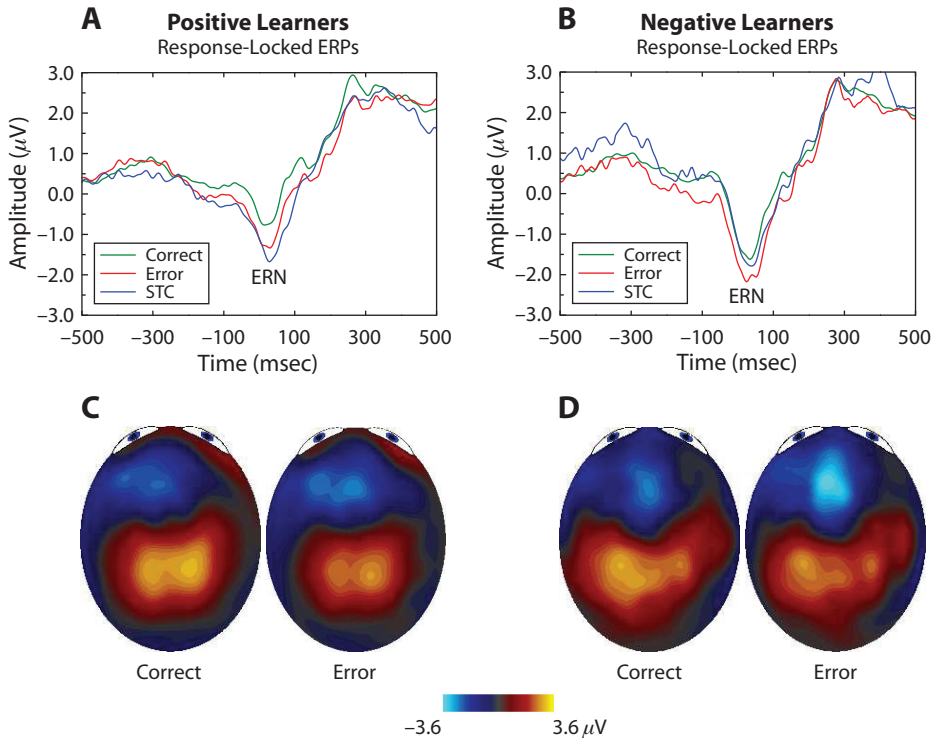 A
Positive Learners
Response-Locked ERPs
Amplitude (μV)
3.0
2.0
1.0
0.0
−1.0
−2.0
−3.0
Correct
Error
STC
ERN
−500 −300 −100 100 300 500
Time (msec)
B
Negative Learners
Response-Locked ERPs
Amplitude (μV)
3.0
2.0
1.0
0.0
−1.0
−2.0
−3.0
Correct
Error
STC
ERN
−500 −300 −100 100 300 500
Time (msec)
C
Correct Error
D
Correct Error
−3.6 3.6 μV